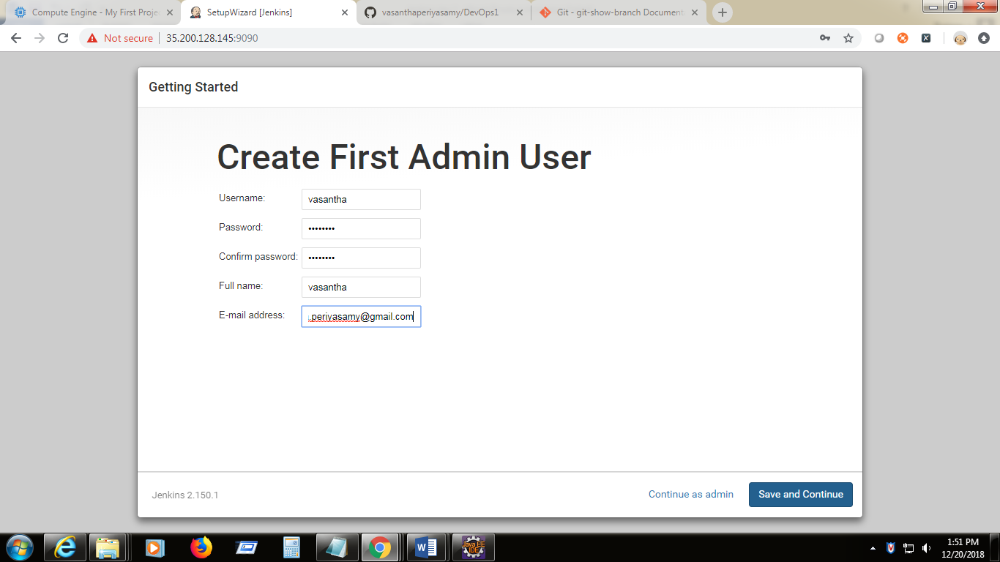 Compute Engine - My First Proje
SetupWizard [Jenkins]
vasanthaperiyasamy/DevOps1
Git - git-show-branch Document
Not secure
35.200.128.145:9090
Getting Started
Create First Admin User
Username:
vasantha
Password:
••••••••
Confirm password:
••••••••
Full name:
vasantha
E-mail address:
.periyasamy@gmail.com
Jenkins 2.150.1
Continue as admin
Save and Continue
Java EE
IDE
1:51 PM
12/20/2018